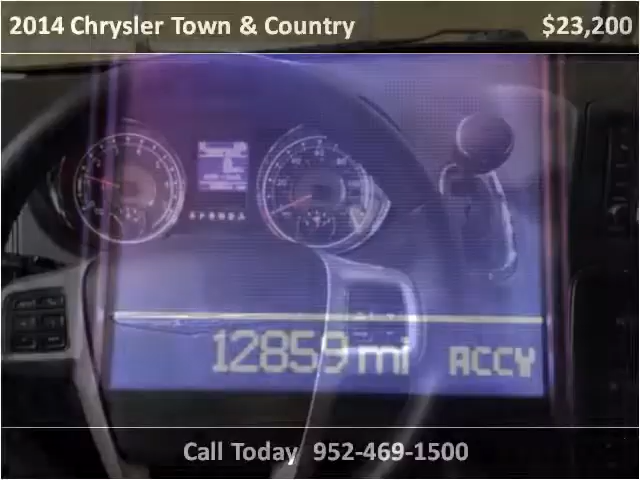 2014 Chrysler Town & Country $23,200
12859 mi ACCY
Call Today 952-469-1500